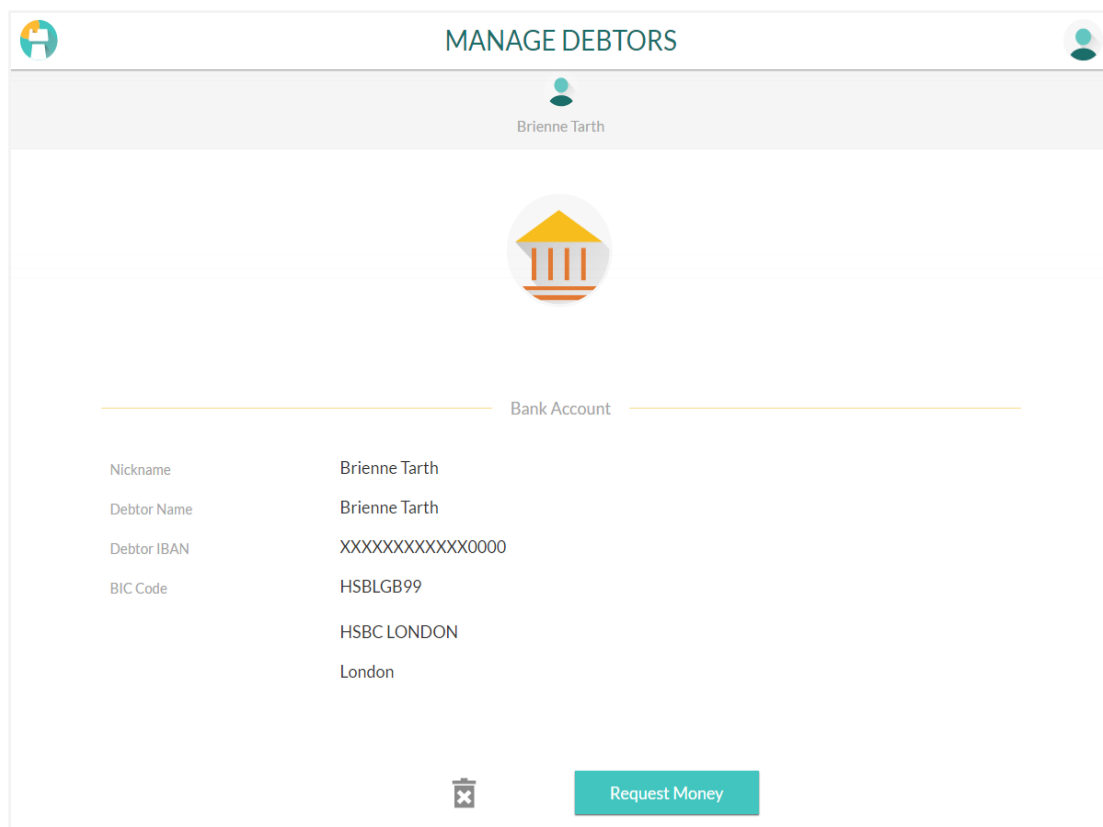 MANAGE DEBTORS
Brienne Tarth
Bank Account
Nickname Brienne Tarth
Debtor Name Brienne Tarth
Debtor IBAN XXXXXXXXXXXX0000
BIC Code HSBLGB99
HSBC LONDON
London
Request Money